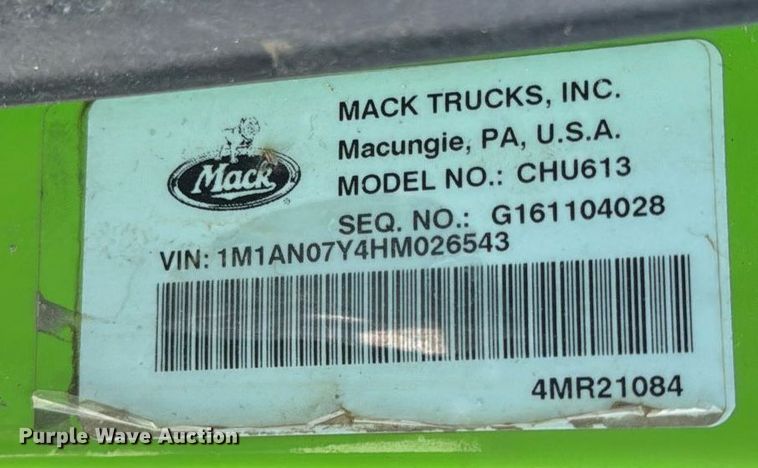 MACK TRUCKS, INC.
Macungie, PA, U.S.A.
Mack
MODEL NO.: CHU613
SEQ. NO.: G161104028
VIN: 1M1AN07Y4HM026543
4MR21084
Purple Wave Auction